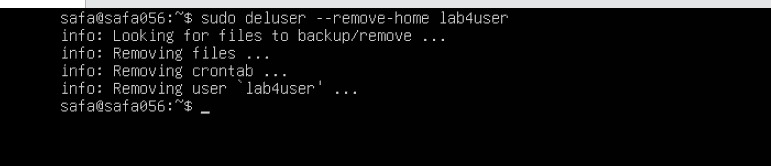 safa@safa056:~$ sudo deluser --remove-home lab4user
info: Looking for files to backup/remove ...
info: Removing files ...
info: Removing crontab ...
info: Removing user `lab4user' ...
safa@safa056:~$ _